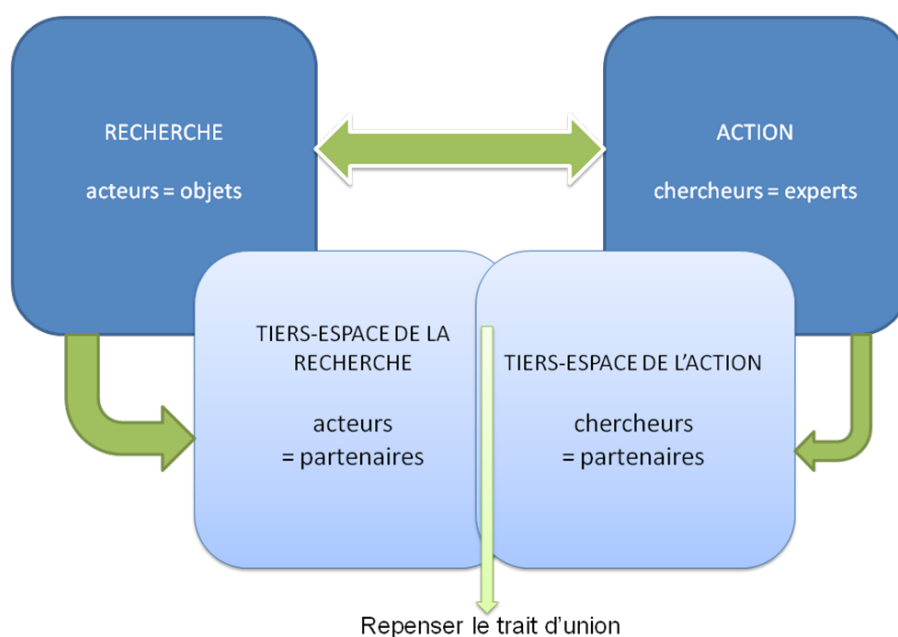 RECHERCHE
acteurs = objets
ACTION
chercheurs = experts
TIERS-ESPACE DE LA
RECHERCHE
acteurs
= partenaires
TIERS-ESPACE DE L'ACTION
chercheurs
= partenaires
Repenser le trait d'union